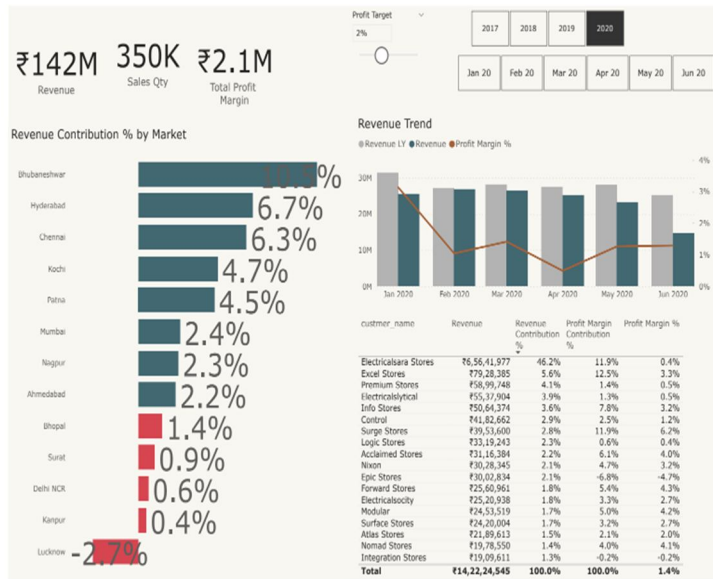 Profit Target
2%
2017 2018 2019 2020
Jan 20 Feb 20 Mar 20 Apr 20 May 20 Jun 20
₹142M 350K ₹2.1M
Revenue Sales Qty Total Profit
Margin
Revenue Contribution % by Market
Bhubaneshwar
Hyderabad 6.7%
Chennai 6.3%
Kochi 4.7%
Patna 4.5%
Mumbai 2.4%
Nagpur 2.3%
Ahmedabad 2.2%
Bhopal 1.4%
Surat 0.9%
Delhi NCR 0.6%
Kanpur 0.4%
Lucknow -2.7%
Revenue Trend
Revenue LY Revenue Profit Margin %
4%
30M 3%
20M 2%
10M 1%
0M 0%
Jan 2020 Feb 2020 Mar 2020 Apr 2020 May 2020 Jun 2020
custmer_name Revenue Revenue Profit Margin Profit Margin %
Contribution Contribution
% %
Electricalsara Stores ₹6,56,41,977 46.2% 11.9% 0.4%
Excel Stores ₹79,28,385 5.6% 12.5% 3.3%
Premium Stores ₹58,99,748 4.1% 1.4% 0.5%
Electricalslytical ₹55,37,904 3.9% 1.3% 0.5%
Info Stores ₹50,64,374 3.6% 7.8% 3.2%
Control ₹41,82,662 2.9% 2.5% 1.2%
Surge Stores ₹39,53,600 2.8% 11.9% 6.2%
Logic Stores ₹33,19,243 2.3% 0.6% 0.4%
Acclaimed Stores ₹31,16,384 2.2% 6.1% 4.0%
Nixon ₹30,28,345 2.1% 4.7% 3.2%
Epic Stores ₹30,02,834 2.1% -6.8% -4.7%
Forward Stores ₹25,60,961 1.8% 5.4% 4.3%
Electricalsocity ₹25,20,938 1.8% 3.3% 2.7%
Modular ₹24,53,519 1.7% 5.0% 4.2%
Surface Stores ₹24,20,004 1.7% 3.2% 2.7%
Atlas Stores ₹21,89,613 1.5% 2.1% 2.0%
Nomad Stores ₹19,78,550 1.4% 4.0% 4.1%
Integration Stores ₹19,09,611 1.3% -0.2% -0.2%
Total ₹14,22,24,545 100.0% 100.0% 1.4%